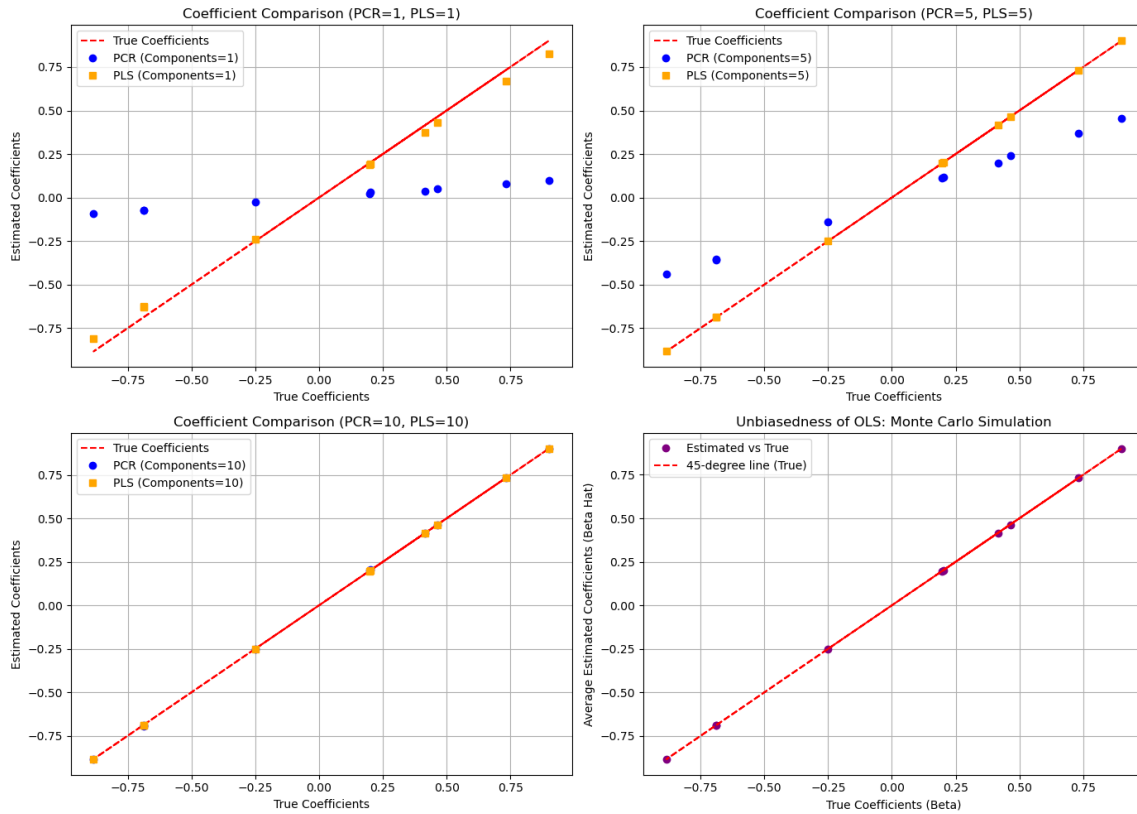 Coefficient Comparison (PCR=1, PLS=1)
True Coefficients
PCR (Components=1)
PLS (Components=1)
Estimated Coefficients
0.75
0.50
0.25
0.00
−0.25
−0.50
−0.75
−0.75
−0.50
−0.25
0.00
0.25
0.50
0.75
True Coefficients
Coefficient Comparison (PCR=5, PLS=5)
True Coefficients
PCR (Components=5)
PLS (Components=5)
Estimated Coefficients
0.75
0.50
0.25
0.00
−0.25
−0.50
−0.75
−0.75
−0.50
−0.25
0.00
0.25
0.50
0.75
True Coefficients
Coefficient Comparison (PCR=10, PLS=10)
True Coefficients
PCR (Components=10)
PLS (Components=10)
Estimated Coefficients
0.75
0.50
0.25
0.00
−0.25
−0.50
−0.75
−0.75
−0.50
−0.25
0.00
0.25
0.50
0.75
True Coefficients
Unbiasedness of OLS: Monte Carlo Simulation
Estimated vs True
45-degree line (True)
Average Estimated Coefficients (Beta Hat)
0.75
0.50
0.25
0.00
−0.25
−0.50
−0.75
−0.75
−0.50
−0.25
0.00
0.25
0.50
0.75
True Coefficients (Beta)